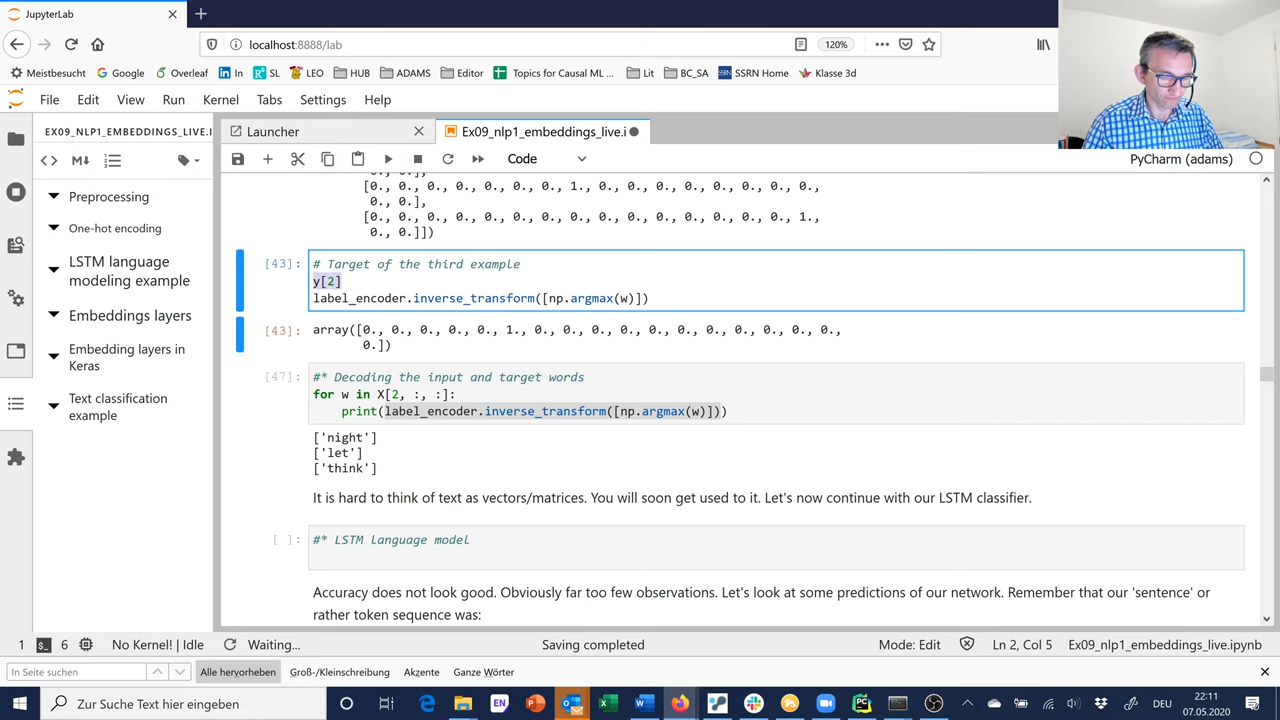 JupyterLab
localhost:8888/lab
120%
Meistbesucht Google Overleaf In SL LEO HUB ADAMS Editor Topics for Causal ML ... Lit BC_SA SSRN Home Klasse 3d
File Edit View Run Kernel Tabs Settings Help
EX09_NLP1_EMBEDDINGS_LIVE.I
Launcher
Ex09_nlp1_embeddings_live.i
Code
PyCharm (adams)
Preprocessing
One-hot encoding
LSTM language
modeling example
Embeddings layers
Embedding layers in
Keras
Text classification
example
0., 0.],
[0., 0., 0., 0., 0., 0., 0., 1., 0., 0., 0., 0., 0., 0., 0., 0.,
0., 0.],
[0., 0., 0., 0., 0., 0., 0., 0., 0., 0., 0., 0., 0., 0., 0., 1.,
0., 0.]])
[43]: # Target of the third example
y[2]
label_encoder.inverse_transform([np.argmax(w)])
[43]: array([0., 0., 0., 0., 0., 1., 0., 0., 0., 0., 0., 0., 0., 0., 0., 0., 0.,
0.])
[47]: #* Decoding the input and target words
for w in X[2, :, :]:
print(label_encoder.inverse_transform([np.argmax(w)]))
['night']
['let']
['think']
It is hard to think of text as vectors/matrices. You will soon get used to it. Let's now continue with our LSTM classifier.
[ ]: #* LSTM language model
Accuracy does not look good. Obviously far too few observations. Let's look at some predictions of our network. Remember that our 'sentence' or
rather token sequence was:
1 6 No Kernel! | Idle Waiting... Saving completed Mode: Edit Ln 2, Col 5 Ex09_nlp1_embeddings_live.ipynb
In Seite suchen Alle hervorheben Groß-/Kleinschreibung Akzente Ganze Wörter
Zur Suche Text hier eingeben
EN
DEU
22:11
07.05.2020